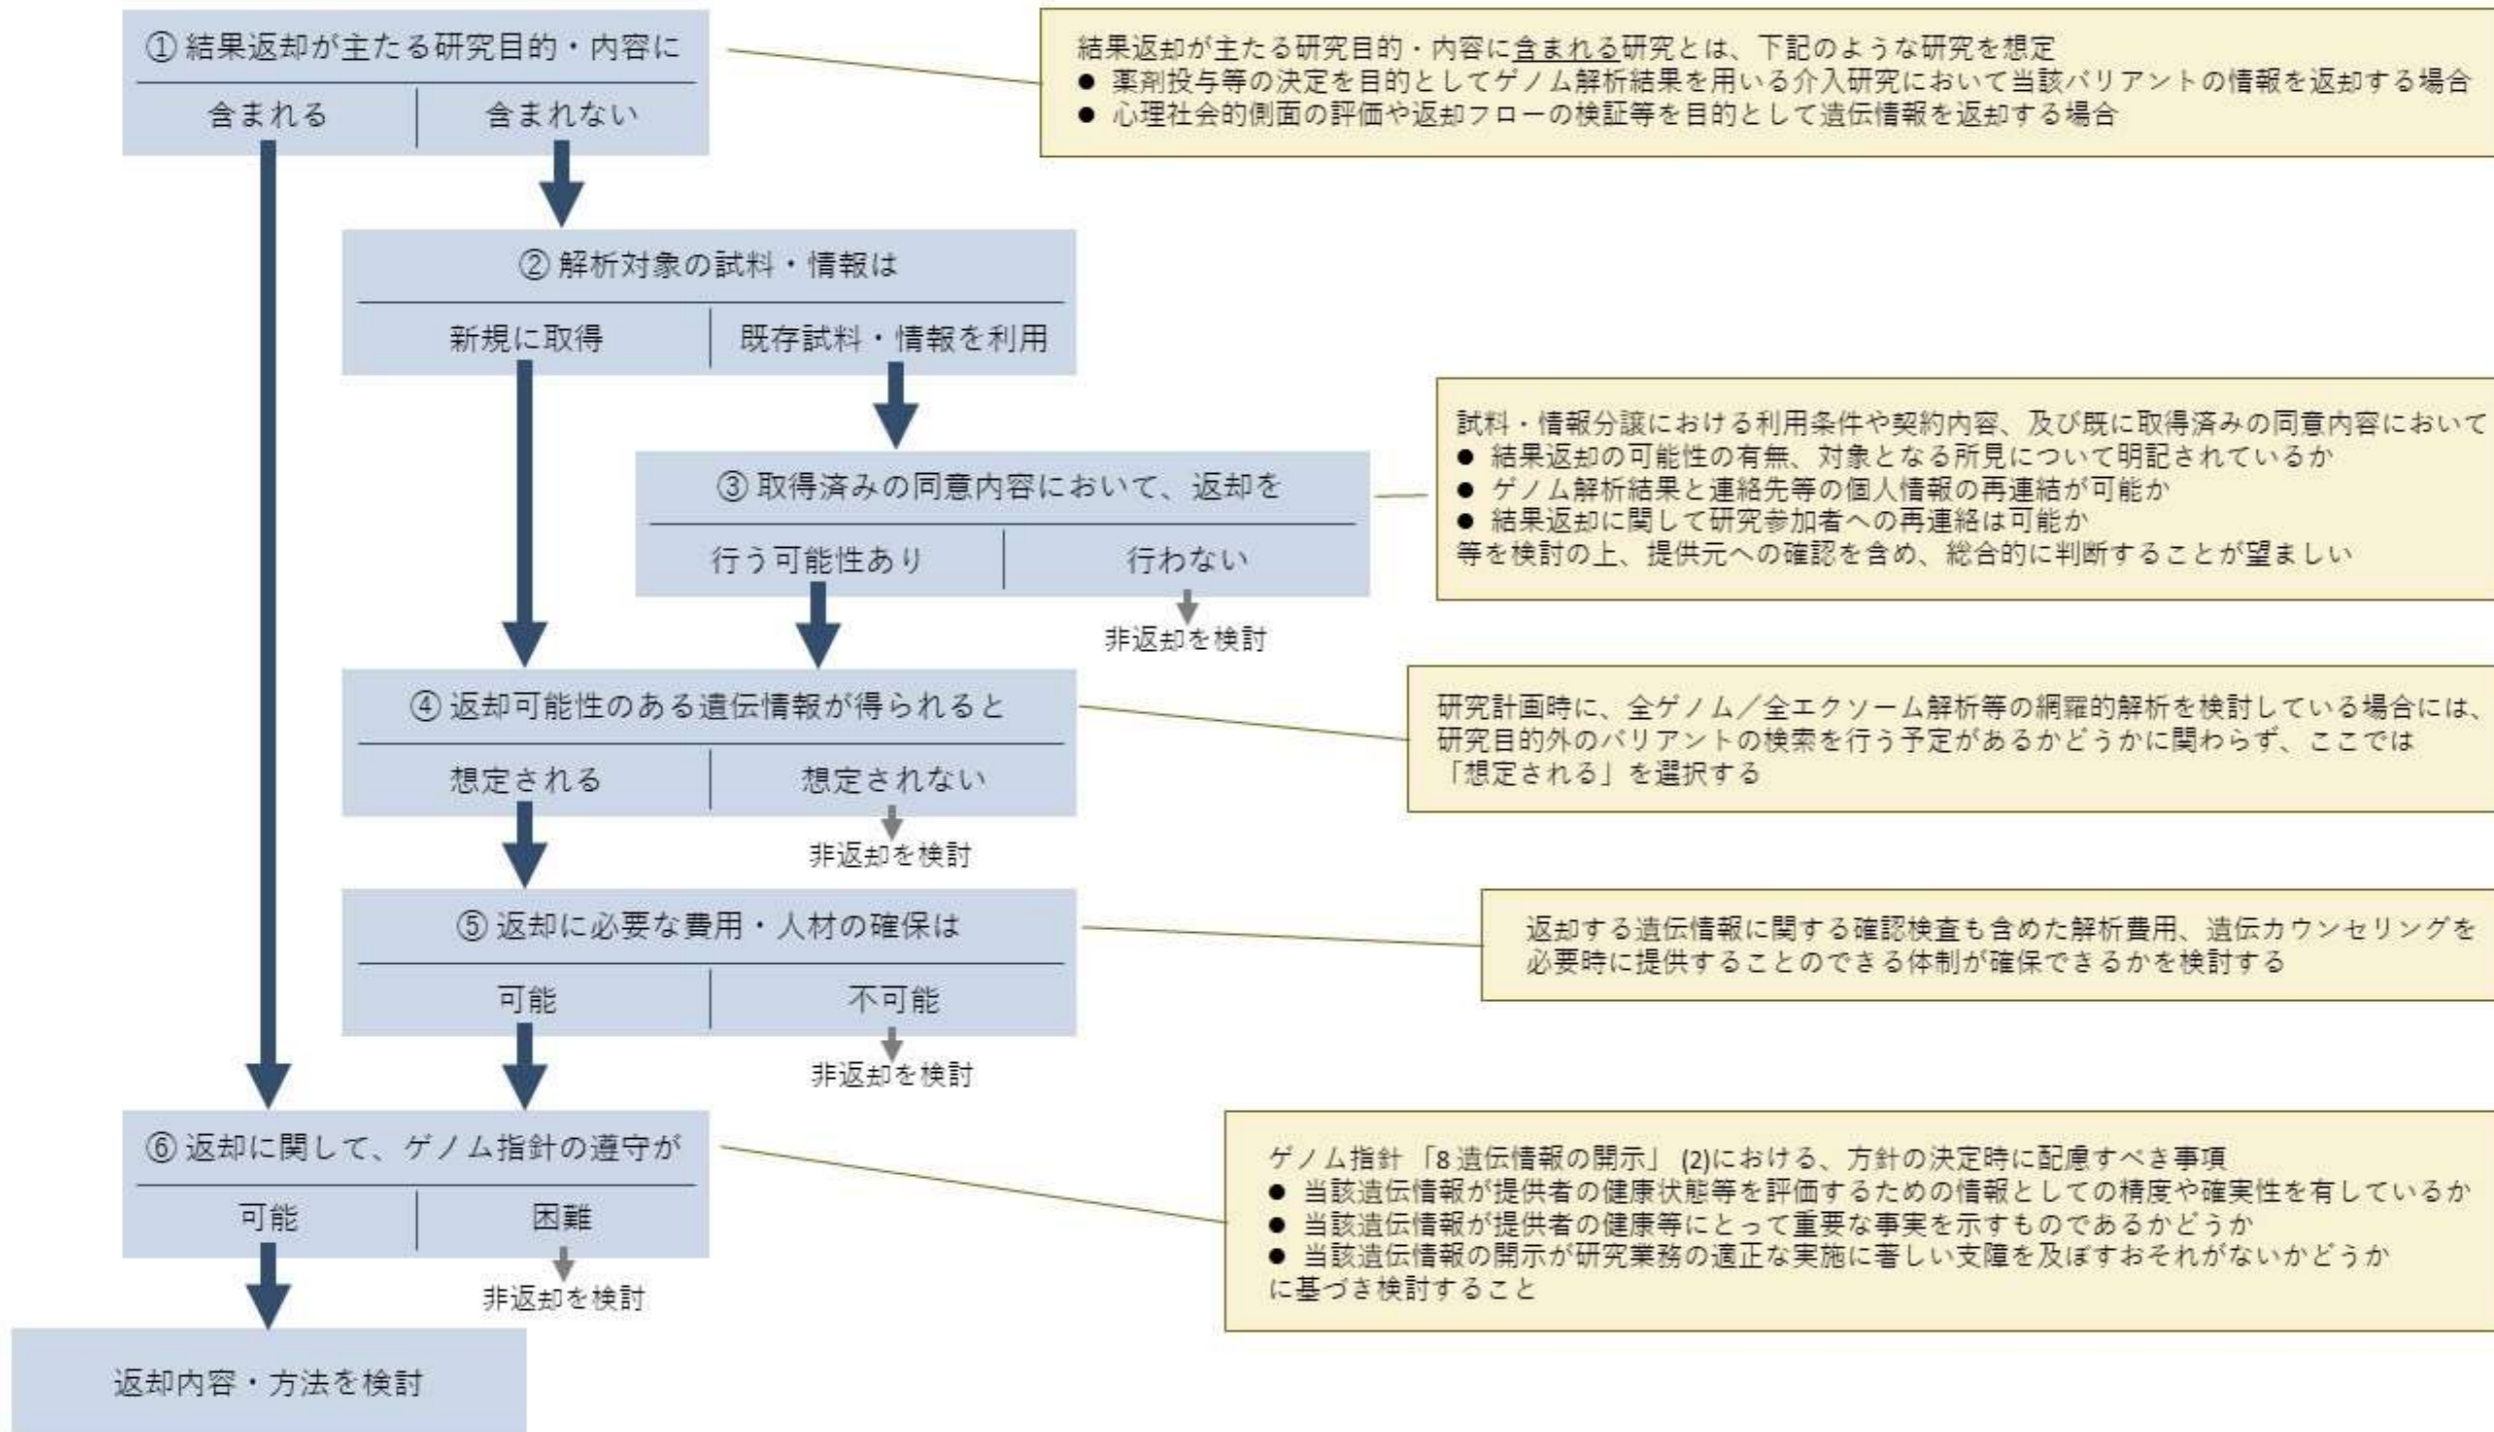 ① 結果返却が主たる研究目的・内容に
含まれる
含まれない
結果返却が主たる研究目的・内容に含まれる研究とは、下記のような研究を想定
● 薬剤投与等の決定を目的としてゲノム解析結果を用いる介入研究において当該バリアントの情報を返却する場合
● 心理社会的側面の評価や返却フローの検証等を目的として遺伝情報を返却する場合
② 解析対象の試料・情報は
新規に取得
既存試料・情報を利用
③ 取得済みの同意内容において、返却を
行う可能性あり
行わない
非返却を検討
試料・情報分譲における利用条件や契約内容、及び既に取得済みの同意内容において
● 結果返却の可能性の有無、対象となる所見について明記されているか
● ゲノム解析結果と連絡先等の個人情報の再連結が可能か
● 結果返却に関して研究参加者への再連絡は可能か
等を検討の上、提供元への確認を含め、総合的に判断することが望ましい
④ 返却可能性のある遺伝情報が得られると
想定される
想定されない
非返却を検討
研究計画時に、全ゲノム／全エクソーム解析等の網羅的解析を検討している場合には、
研究目的外のバリアントの検索を行う予定があるかどうかに関わらず、ここでは
「想定される」を選択する
⑤ 返却に必要な費用・人材の確保は
可能
不可能
非返却を検討
返却する遺伝情報に関する確認検査も含めた解析費用、遺伝カウンセリングを
必要時に提供することのできる体制が確保できるかを検討する
⑥ 返却に関して、ゲノム指針の遵守が
可能
困難
非返却を検討
ゲノム指針 「8 遺伝情報の開示」 (2)における、方針の決定時に配慮すべき事項
● 当該遺伝情報が提供者の健康状態等を評価するための情報としての精度や確実性を有しているか
● 当該遺伝情報が提供者の健康等にとって重要な事実を示すものであるかどうか
● 当該遺伝情報の開示が研究業務の適正な実施に著しい支障を及ぼすおそれがないかどうか
に基づき検討すること
返却内容・方法を検討